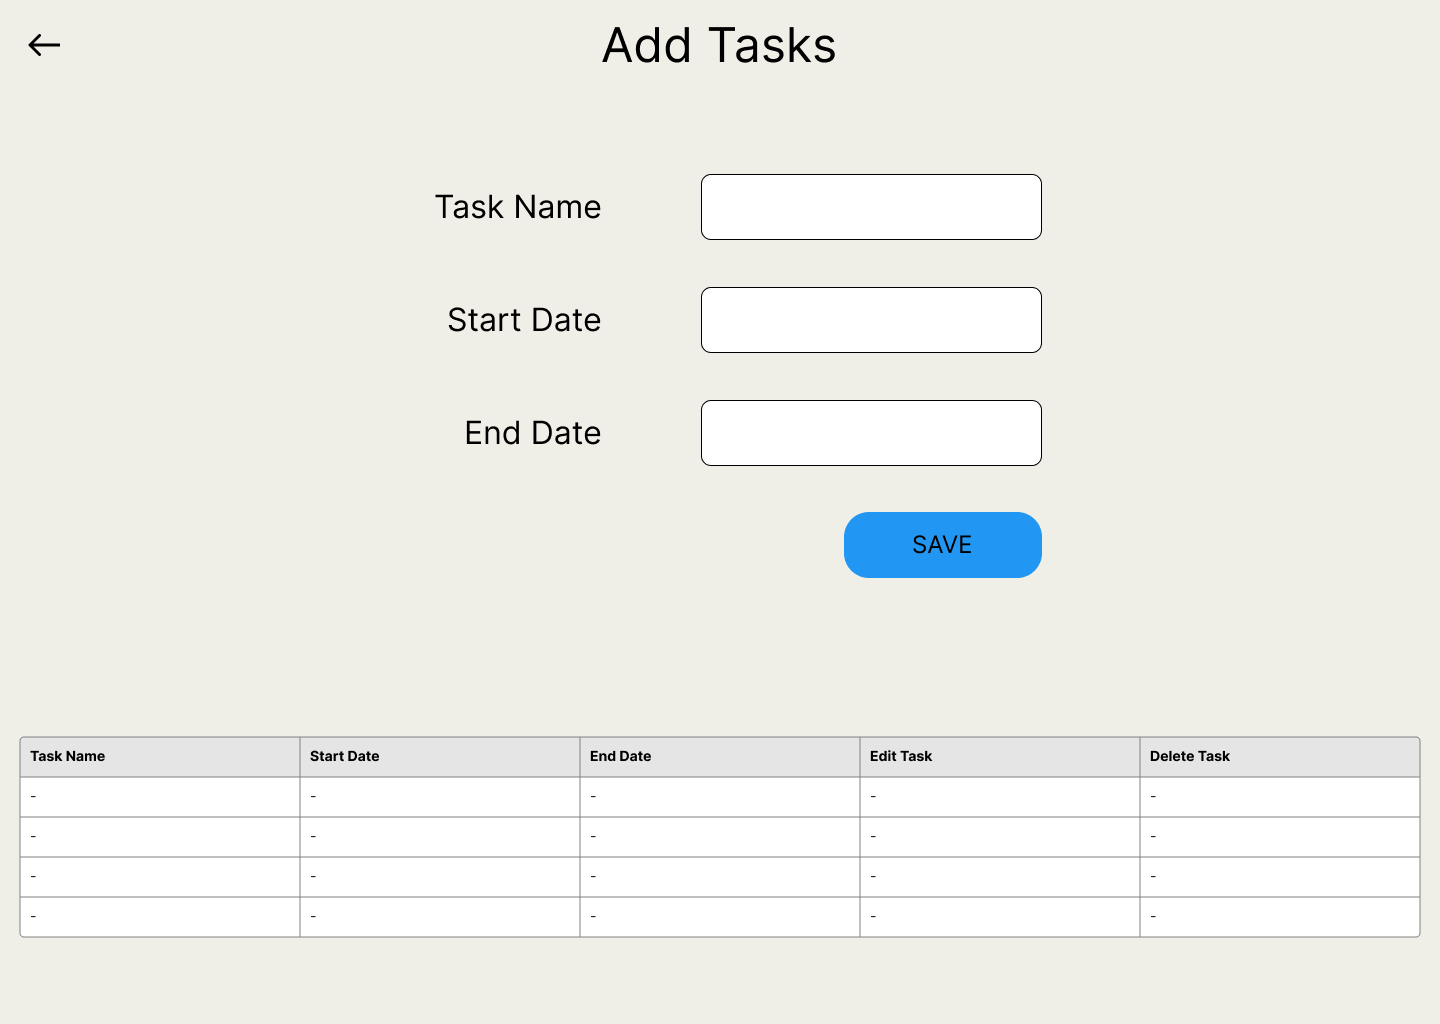 Add Tasks
Task Name
Start Date
End Date
SAVE
Task Name Start Date End Date Edit Task Delete Task
- - - - -
- - - - -
- - - - -
- - - - -